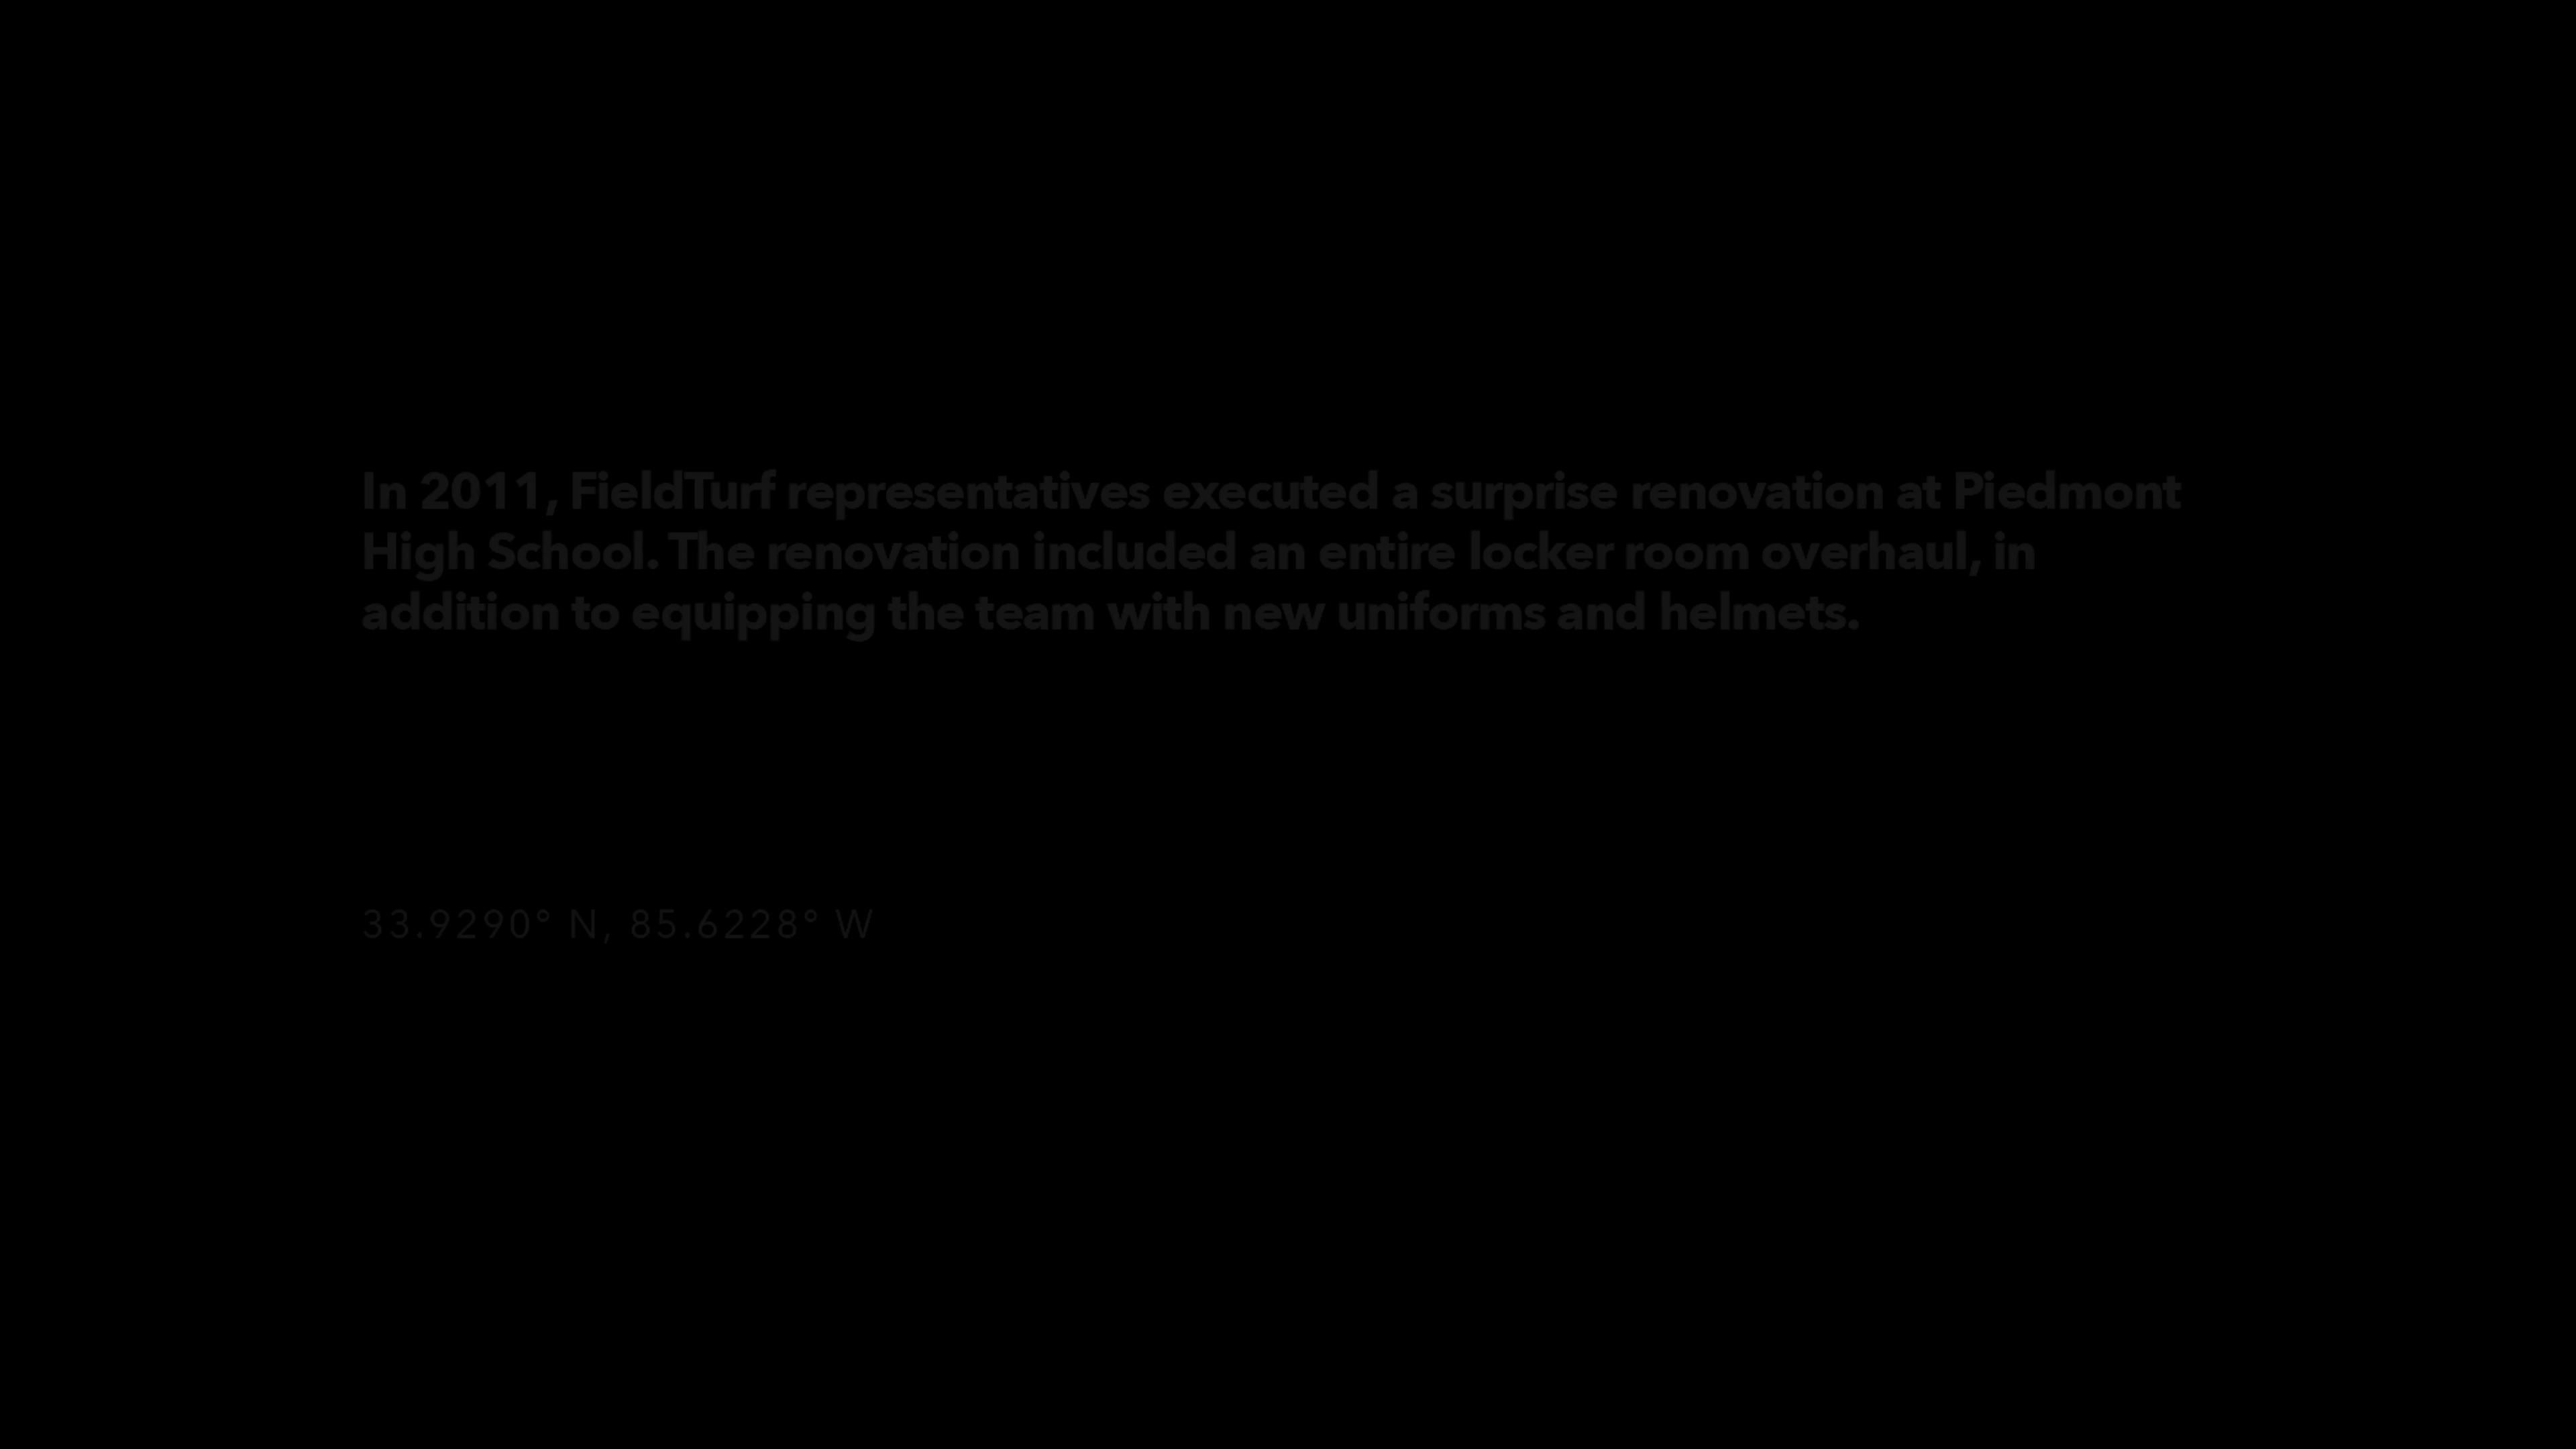 In 2011, FieldTurf representatives executed a surprise renovation at Piedmont
High School. The renovation included an entire locker room overhaul, in
addition to equipping the team with new uniforms and helmets.
33.9290° N, 85.6228° W